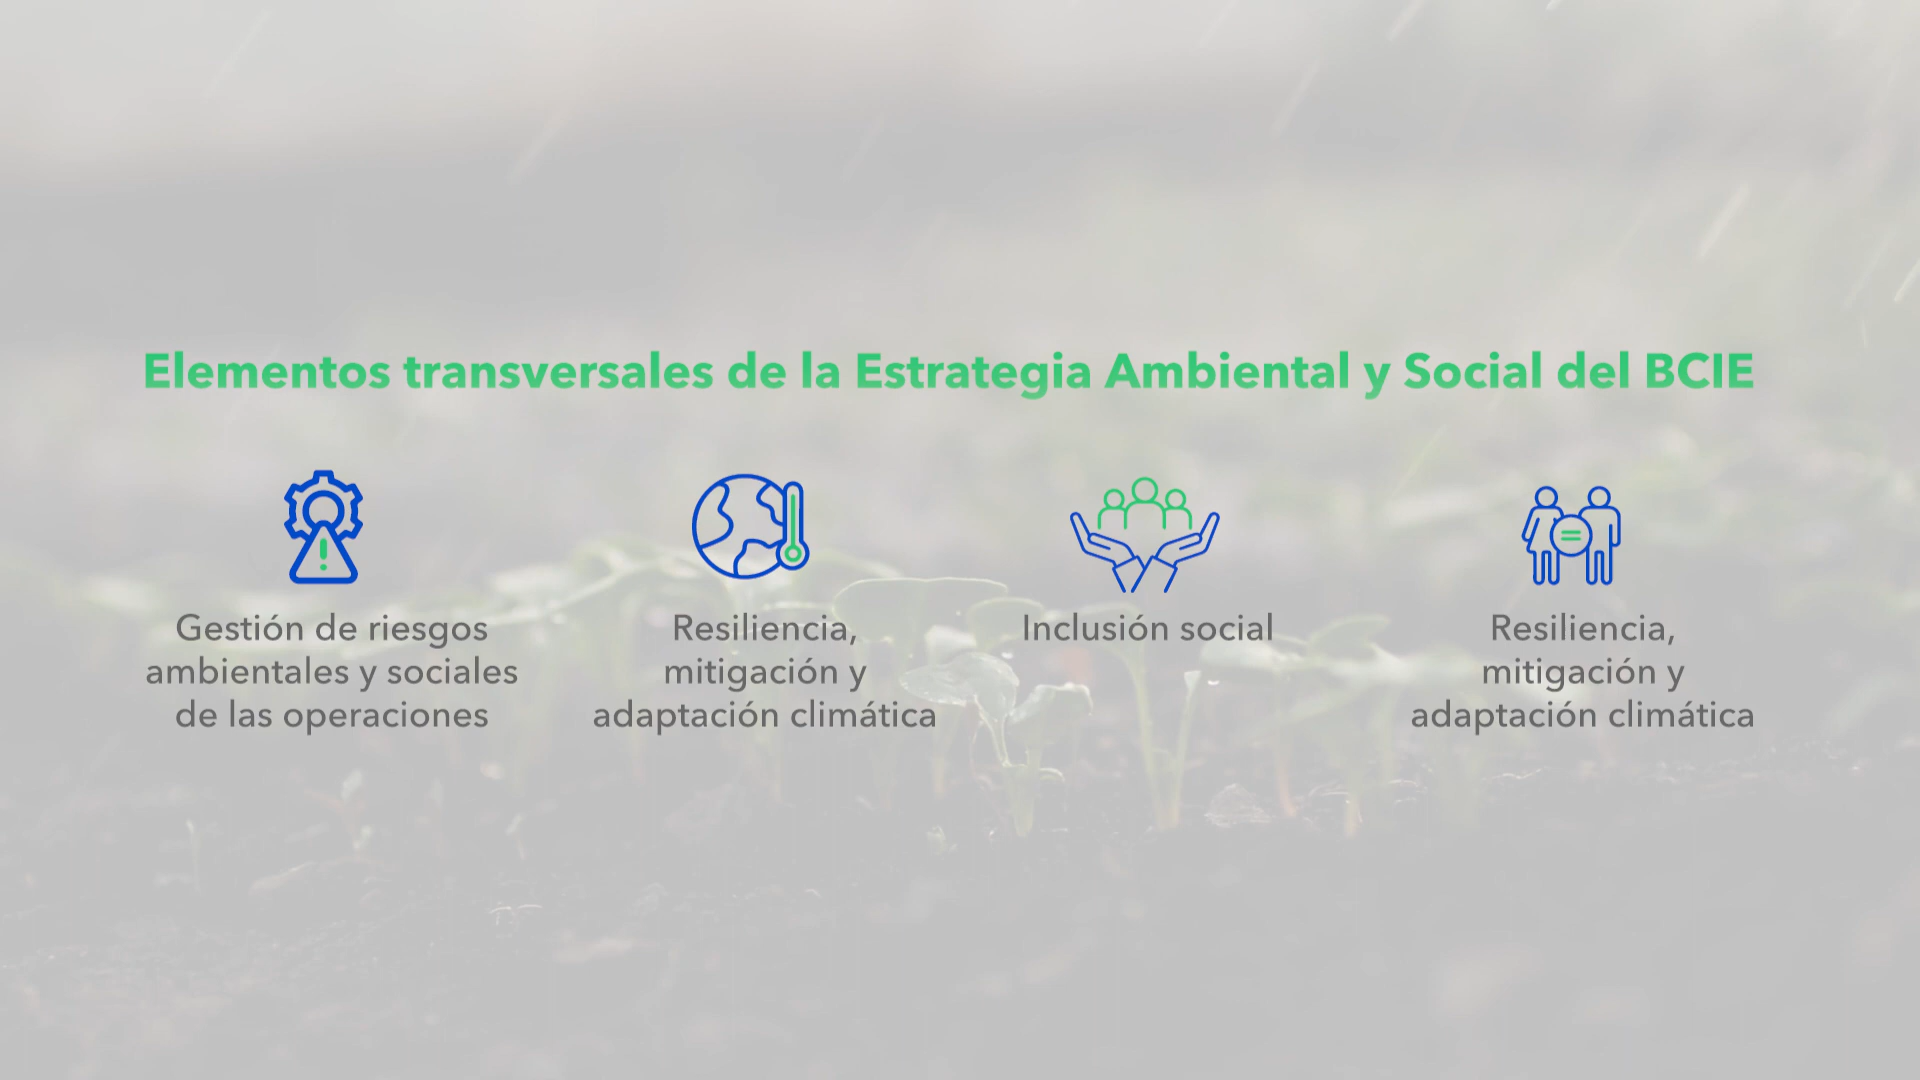 Elementos transversales de la Estrategia Ambiental y Social del BCIE
Gestión de riesgos
ambientales y sociales
de las operaciones
Resiliencia,
mitigación y
adaptación climática
Inclusión social
Resiliencia,
mitigación y
adaptación climática